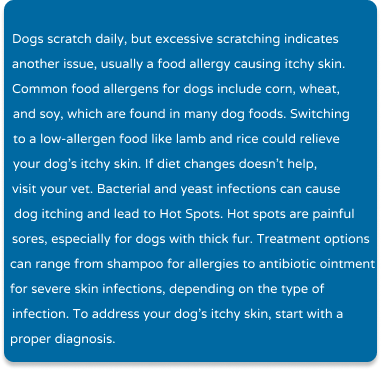 Dogs scratch daily, but excessive scratching indicates
another issue, usually a food allergy causing itchy skin.
Common food allergens for dogs include corn, wheat,
and soy, which are found in many dog foods. Switching
to a low-allergen food like lamb and rice could relieve
your dog's itchy skin. If diet changes doesn't help,
visit your vet. Bacterial and yeast infections can cause
dog itching and lead to Hot Spots. Hot spots are painful
sores, especially for dogs with thick fur. Treatment options
can range from shampoo for allergies to antibiotic ointment
for severe skin infections, depending on the type of
infection. To address your dog's itchy skin, start with a
proper diagnosis.